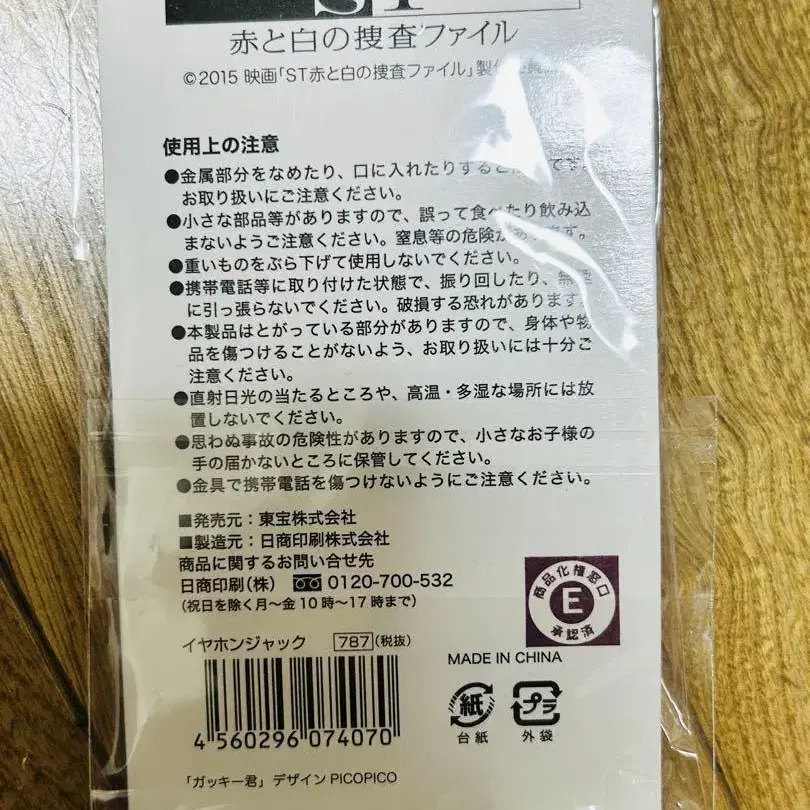 ST
赤と白の捜査ファイル
©2015 映画「ST赤と白の捜査ファイル」製作
使用上の注意
●金属部分をなめたり、口に入れたりすると です。
お取り扱いにご注意ください。
●小さな部品等がありますので、誤って食べたり飲み込
まないようご注意ください。窒息等の危険があります。
●重いものをぶら下げて使用しないでください。
●携帯電話等に取り付けた状態で、振り回したり、無理
に引っ張らないでください。破損する恐れがあります。
●本製品はとがっている部分がありますので、身体や物
品を傷つけることがないよう、お取り扱いには十分ご
注意ください。
●直射日光の当たるところや、高温・多湿な場所には放
置しないでください。
●思わぬ事故の危険性がありますので、小さなお子様の
手の届かないところに保管してください。
●金具で携帯電話を傷つけないようにご注意ください。
■発売元：東宝株式会社
■製造元：日商印刷株式会社
商品に関するお問い合せ先
日商印刷(株) 0120-700-532
(祝日を除く月～金10時～17時まで)
商品化権窓口
E
承認済
イヤホンジャック 787(税抜)
MADE IN CHINA
4 560296 074070
紙
台紙
プラ
外袋
「ガッキー君」デザインPICOPICO